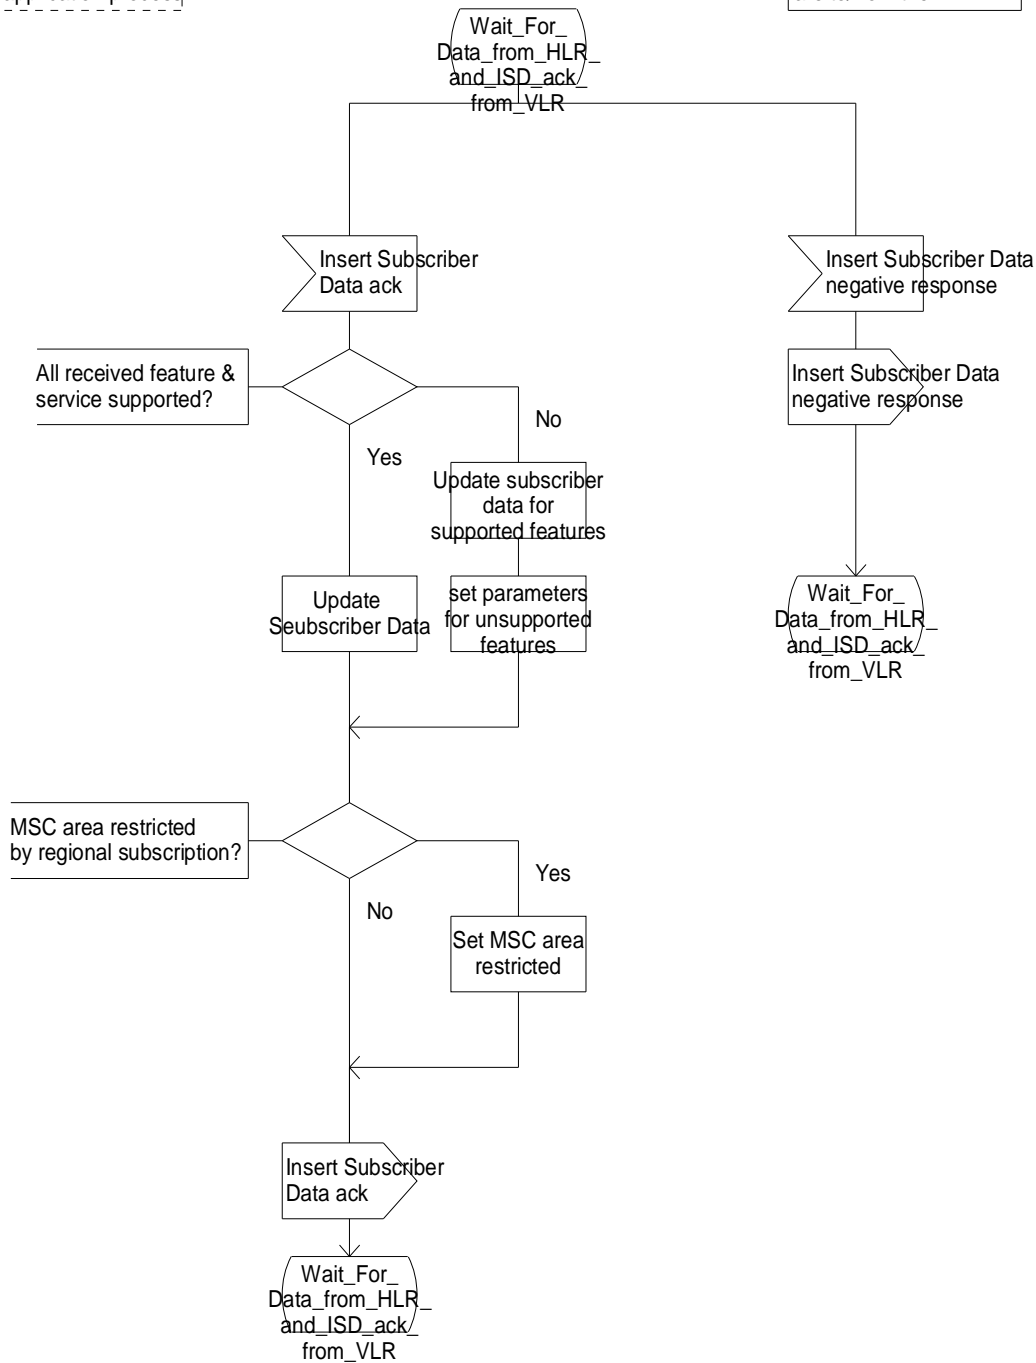 Wait_For_
Data_from_HLR_
and_ISD_ack_
from_VLR
Insert Subscriber
Data ack
Insert Subscriber Data
negative response
All received feature &
service supported?
Insert Subscriber Data
negative response
No
Yes
Update subscriber
data for
supported features
Update
Seubscriber Data
set parameters
for unsupported
features
Wait_For_
Data_from_HLR_
and_ISD_ack_
from_VLR
MSC area restricted
by regional subscription?
Yes
No
Set MSC area
restricted
Insert Subscriber
Data ack
Wait_For_
Data_from_HLR_
and_ISD_ack_
from_VLR